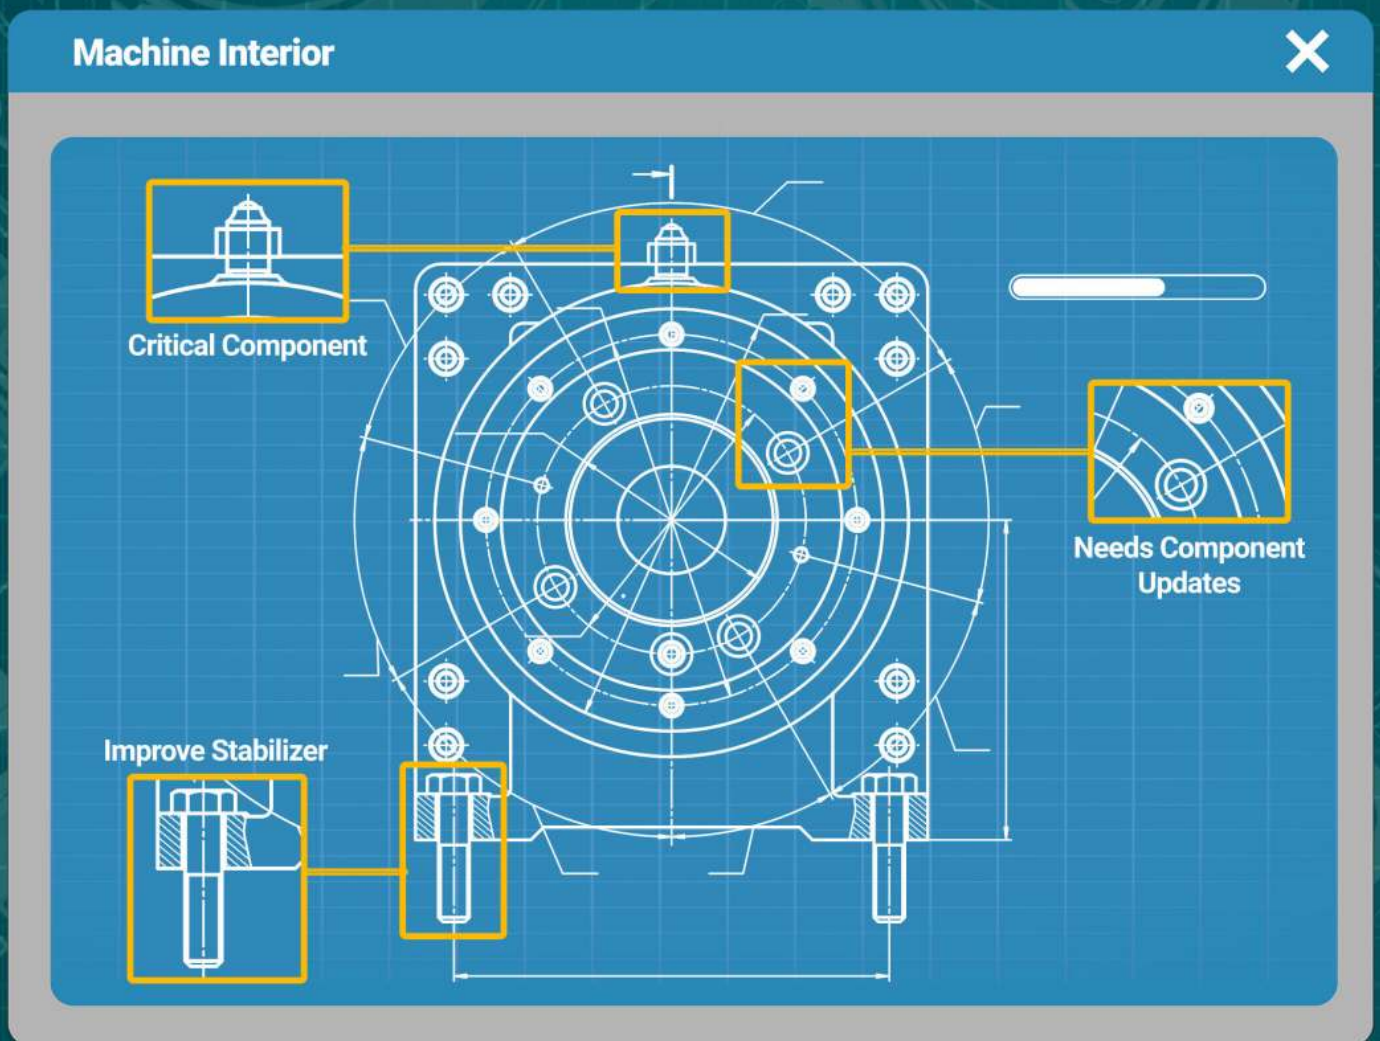 Machine Interior
Critical Component
Needs Component
Updates
Improve Stabilizer